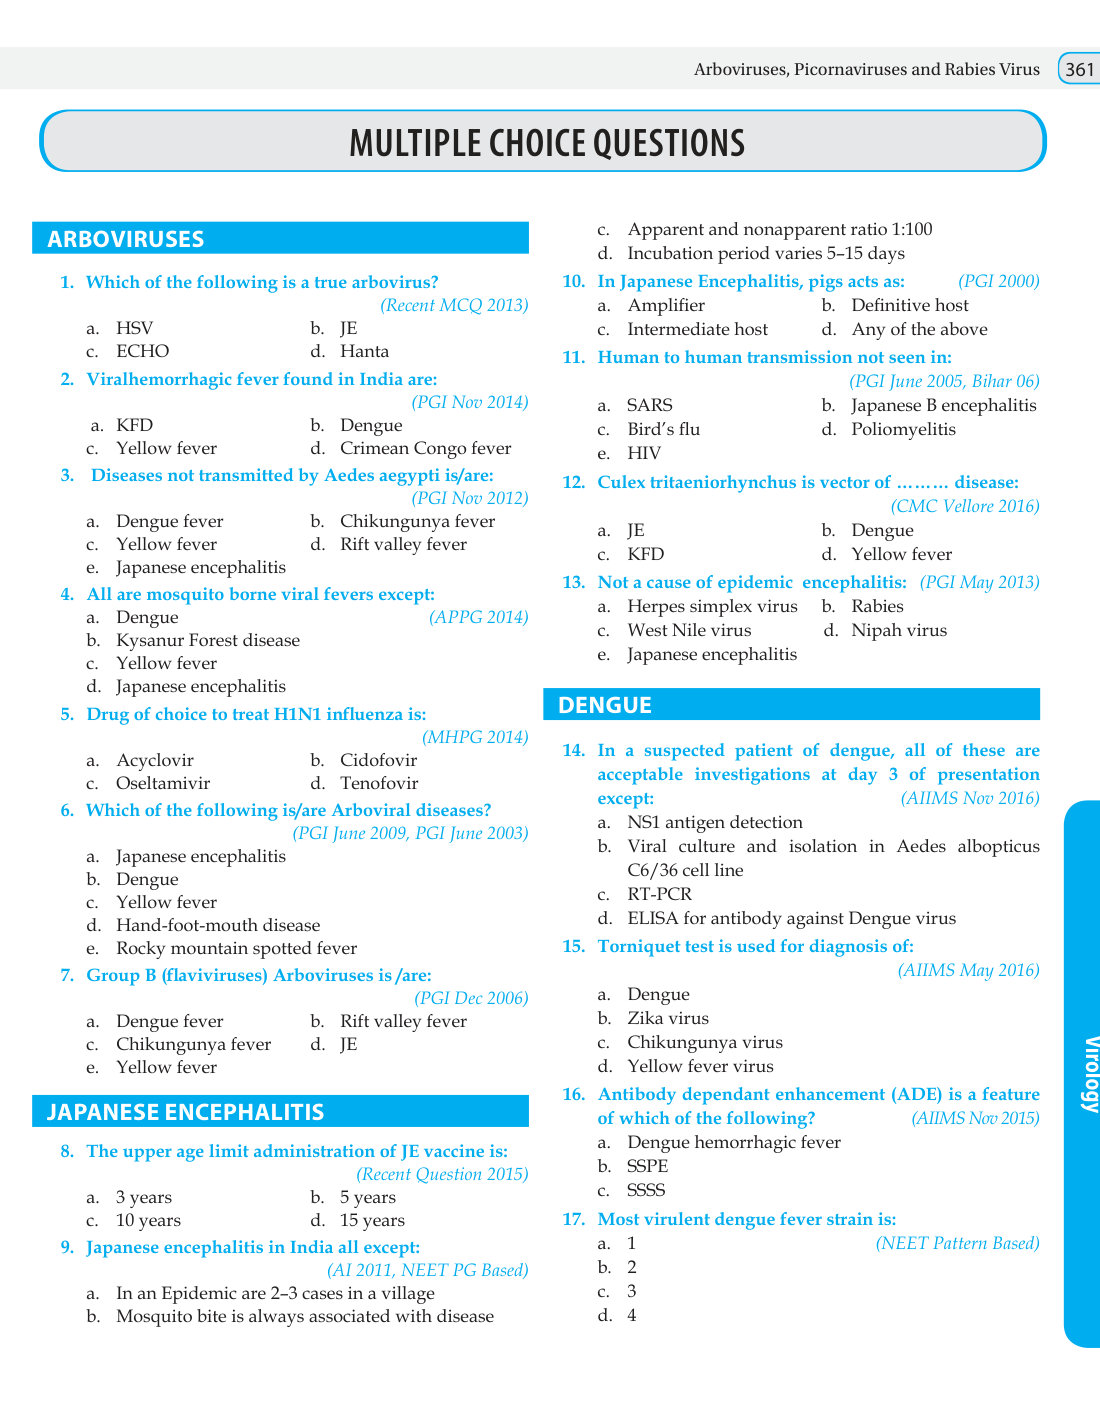 Arboviruses, Picornaviruses and Rabies Virus 361
MULTIPLE CHOICE QUESTIONS
ARBOVIRUSES
1. Which of the following is a true arbovirus?
(Recent MCQ 2013)
a. HSV b. JE
c. ECHO d. Hanta
2. Viralhemorrhagic fever found in India are:
(PGI Nov 2014)
a. KFD b. Dengue
c. Yellow fever d. Crimean Congo fever
3. Diseases not transmitted by Aedes aegypti is/are:
(PGI Nov 2012)
a. Dengue fever b. Chikungunya fever
c. Yellow fever d. Rift valley fever
e. Japanese encephalitis
4. All are mosquito borne viral fevers except:
a. Dengue (APPG 2014)
b. Kysanur Forest disease
c. Yellow fever
d. Japanese encephalitis
5. Drug of choice to treat H1N1 influenza is:
(MHPG 2014)
a. Acyclovir b. Cidofovir
c. Oseltamivir d. Tenofovir
6. Which of the following is/are Arboviral diseases?
(PGI June 2009, PGI June 2003)
a. Japanese encephalitis
b. Dengue
c. Yellow fever
d. Hand-foot-mouth disease
e. Rocky mountain spotted fever
7. Group B (flaviviruses) Arboviruses is /are:
(PGI Dec 2006)
a. Dengue fever b. Rift valley fever
c. Chikungunya fever d. JE
e. Yellow fever
JAPANESE ENCEPHALITIS
8. The upper age limit administration of JE vaccine is:
(Recent Question 2015)
a. 3 years b. 5 years
c. 10 years d. 15 years
9. Japanese encephalitis in India all except:
(AI 2011, NEET PG Based)
a. In an Epidemic are 2–3 cases in a village
b. Mosquito bite is always associated with disease
c. Apparent and nonapparent ratio 1:100
d. Incubation period varies 5–15 days
10. In Japanese Encephalitis, pigs acts as: (PGI 2000)
a. Amplifier b. Definitive host
c. Intermediate host d. Any of the above
11. Human to human transmission not seen in:
(PGI June 2005, Bihar 06)
a. SARS b. Japanese B encephalitis
c. Bird's flu d. Poliomyelitis
e. HIV
12. Culex tritaeniorhynchus is vector of ……… disease:
(CMC Vellore 2016)
a. JE b. Dengue
c. KFD d. Yellow fever
13. Not a cause of epidemic encephalitis: (PGI May 2013)
a. Herpes simplex virus b. Rabies
c. West Nile virus d. Nipah virus
e. Japanese encephalitis
DENGUE
14. In a suspected patient of dengue, all of these are
acceptable investigations at day 3 of presentation
except: (AIIMS Nov 2016)
a. NS1 antigen detection
b. Viral culture and isolation in Aedes albopticus
C6/36 cell line
c. RT-PCR
d. ELISA for antibody against Dengue virus
15. Torniquet test is used for diagnosis of:
(AIIMS May 2016)
a. Dengue
b. Zika virus
c. Chikungunya virus
d. Yellow fever virus
16. Antibody dependant enhancement (ADE) is a feature
of which of the following? (AIIMS Nov 2015)
a. Dengue hemorrhagic fever
b. SSPE
c. SSSS
17. Most virulent dengue fever strain is:
a. 1 (NEET Pattern Based)
b. 2
c. 3
d. 4
Virology